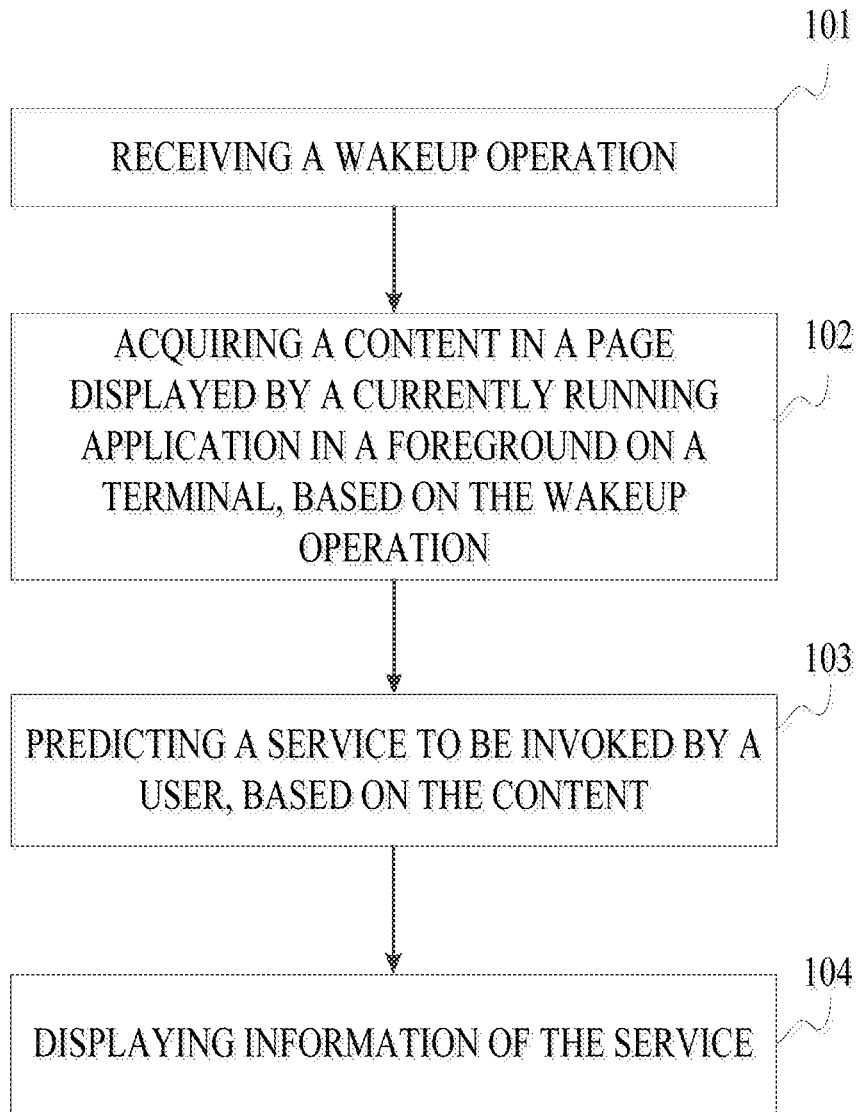 101
RECEIVING A WAKEUP OPERATION
102
ACQUIRING A CONTENT IN A PAGE
DISPLAYED BY A CURRENTLY RUNNING
APPLICATION IN A FOREGROUND ON A
TERMINAL, BASED ON THE WAKEUP
OPERATION
103
PREDICTING A SERVICE TO BE INVOKED BY A
USER, BASED ON THE CONTENT
104
DISPLAYING INFORMATION OF THE SERVICE